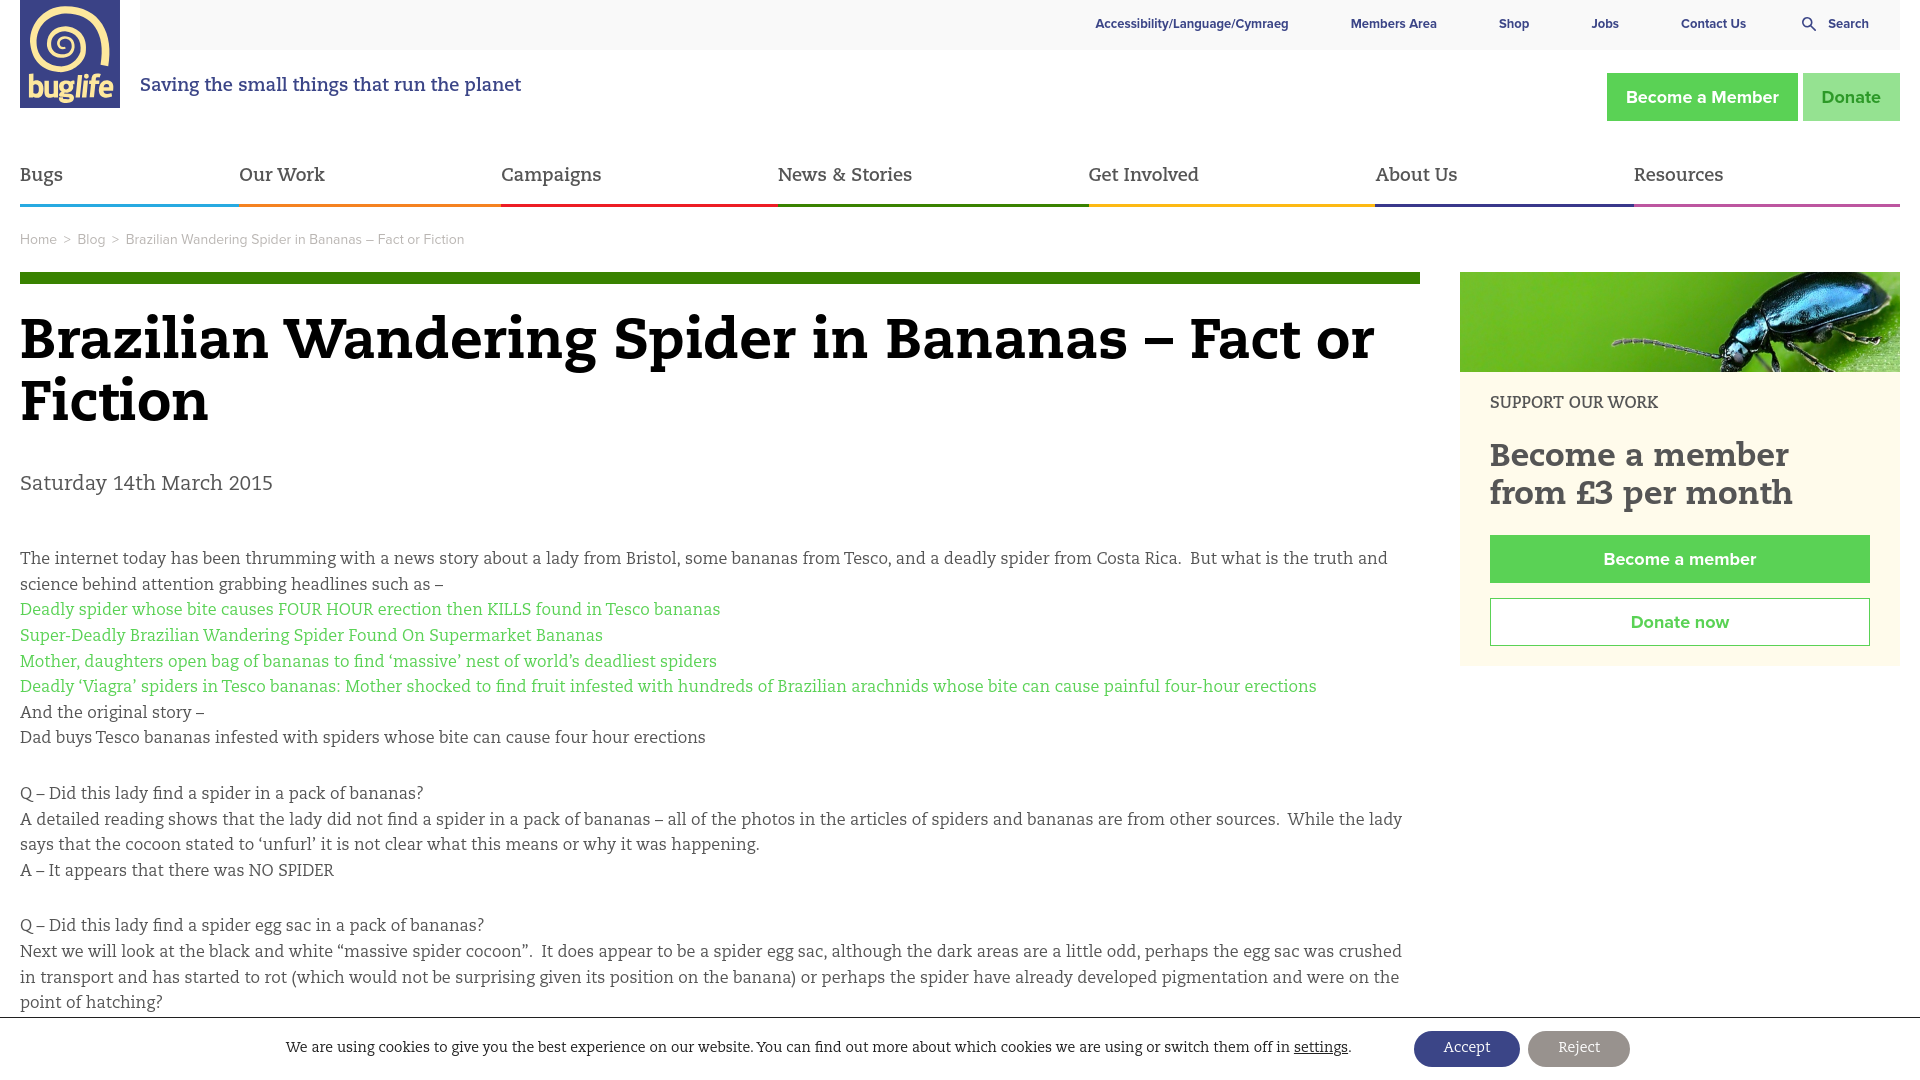 Accessibility/Language/Cymraeg
Members Area
Shop
Jobs
Contact Us
Search
buglife
Saving the small things that run the planet
Become a Member
Donate
Bugs
Our Work
Campaigns
News & Stories
Get Involved
About Us
Resources
Home > Blog > Brazilian Wandering Spider in Bananas – Fact or Fiction
Brazilian Wandering Spider in Bananas – Fact or
Fiction
Saturday 14th March 2015
The internet today has been thrumming with a news story about a lady from Bristol, some bananas from Tesco, and a deadly spider from Costa Rica.  But what is the truth and
science behind attention grabbing headlines such as –
Deadly spider whose bite causes FOUR HOUR erection then KILLS found in Tesco bananas
Super-Deadly Brazilian Wandering Spider Found On Supermarket Bananas
Mother, daughters open bag of bananas to find ‘massive’ nest of world’s deadliest spiders
Deadly ‘Viagra’ spiders in Tesco bananas: Mother shocked to find fruit infested with hundreds of Brazilian arachnids whose bite can cause painful four-hour erections
And the original story –
Dad buys Tesco bananas infested with spiders whose bite can cause four hour erections
Q – Did this lady find a spider in a pack of bananas?
A detailed reading shows that the lady did not find a spider in a pack of bananas – all of the photos in the articles of spiders and bananas are from other sources.  While the lady
says that the cocoon stated to ‘unfurl’ it is not clear what this means or why it was happening.
A – It appears that there was NO SPIDER
Q – Did this lady find a spider egg sac in a pack of bananas?
Next we will look at the black and white “massive spider cocoon”.  It does appear to be a spider egg sac, although the dark areas are a little odd, perhaps the egg sac was crushed
in transport and has started to rot (which would not be surprising given its position on the banana) or perhaps the spider have already developed pigmentation and were on the
point of hatching?
SUPPORT OUR WORK
Become a member
from £3 per month
Become a member
Donate now
We are using cookies to give you the best experience on our website. You can find out more about which cookies we are using or switch them off in settings.
Accept
Reject